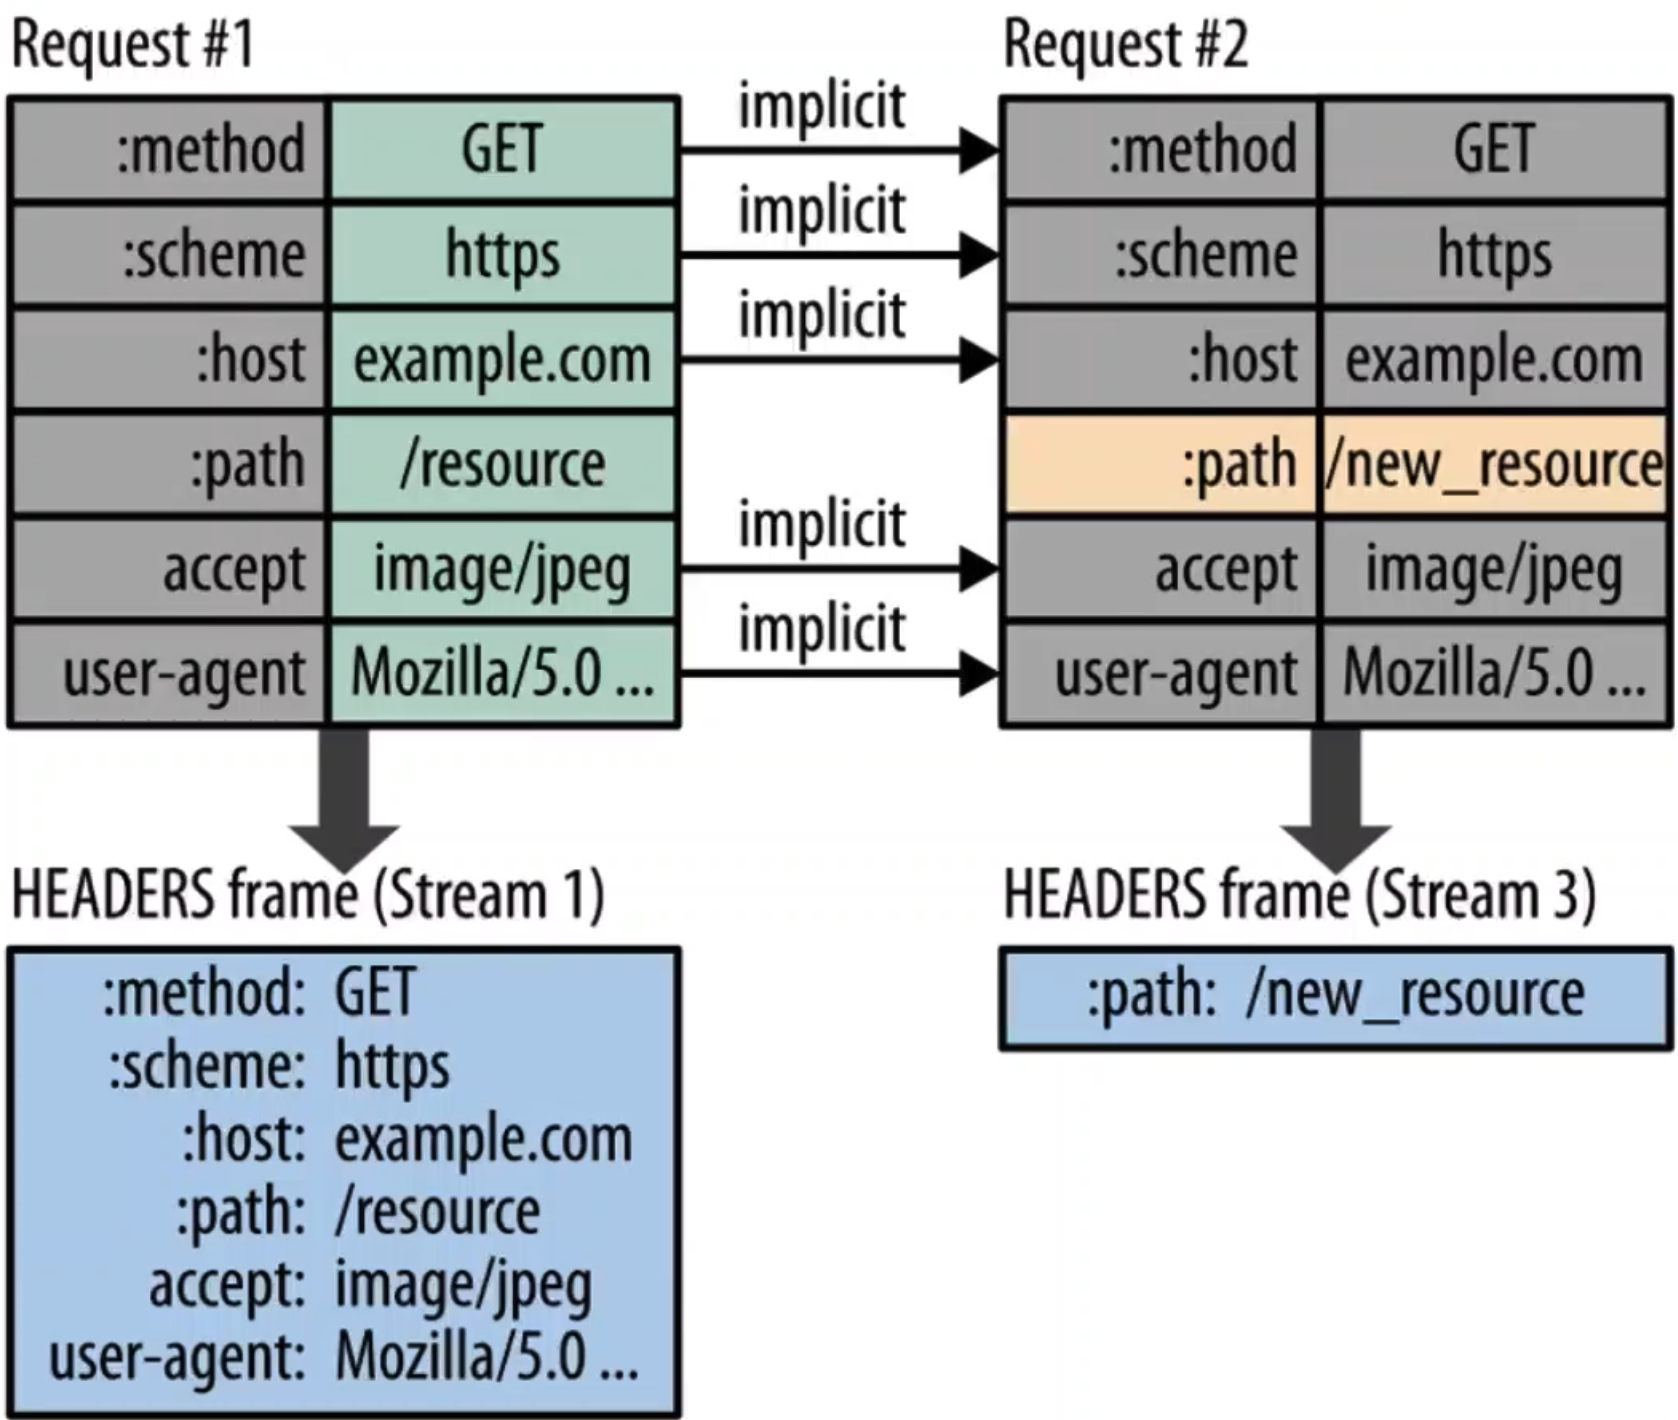 Request #1
:method GET
:scheme https
:host example.com
:path /resource
accept image/jpeg
user-agent Mozilla/5.0 ...
implicit
implicit
implicit
implicit
implicit
Request #2
:method GET
:scheme https
:host example.com
:path /new_resource
accept image/jpeg
user-agent Mozilla/5.0 ...
HEADERS frame (Stream 1)
:method: GET
:scheme: https
:host: example.com
:path: /resource
accept: image/jpeg
user-agent: Mozilla/5.0 ...
HEADERS frame (Stream 3)
:path: /new_resource